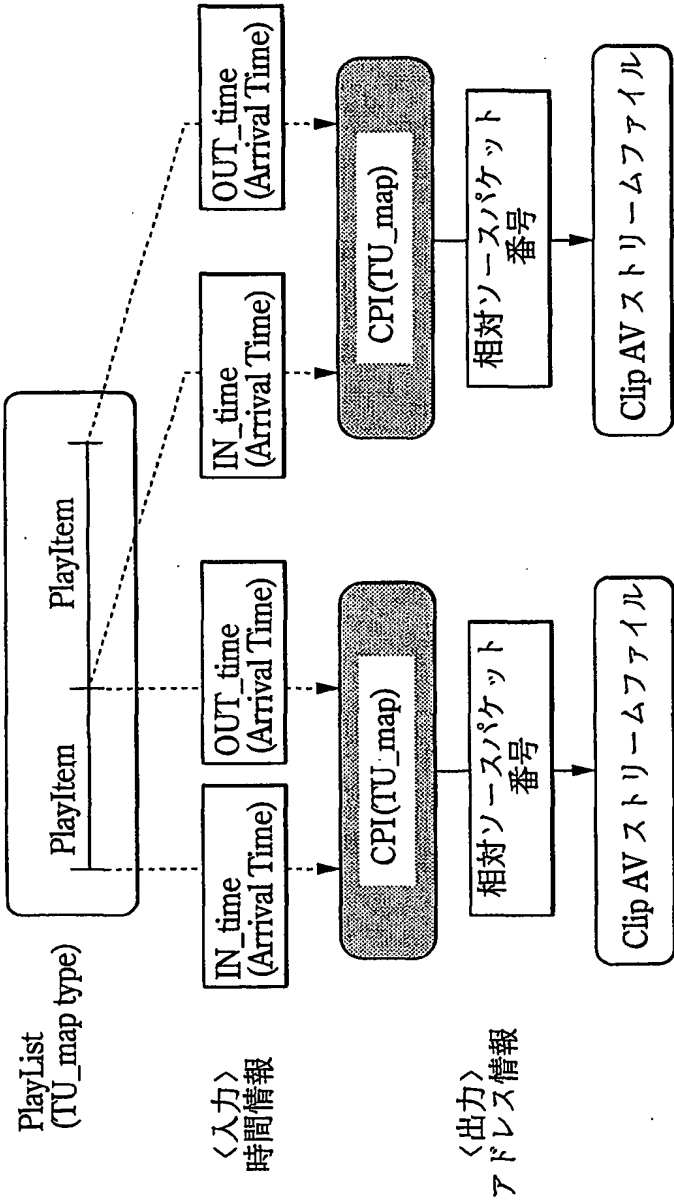 PlayList
(TU_map type)
PlayItem
PlayItem
〈入力〉
時間情報
IN_time
(Arrival Time)
OUT_time
(Arrival Time)
IN_time
(Arrival Time)
OUT_time
(Arrival Time)
CPI(TU_map)
CPI(TU_map)
〈出力〉
アドレス情報
相対ソースパケット
番号
相対ソースパケット
番号
Clip AVストリームファイル
Clip AVストリームファイル